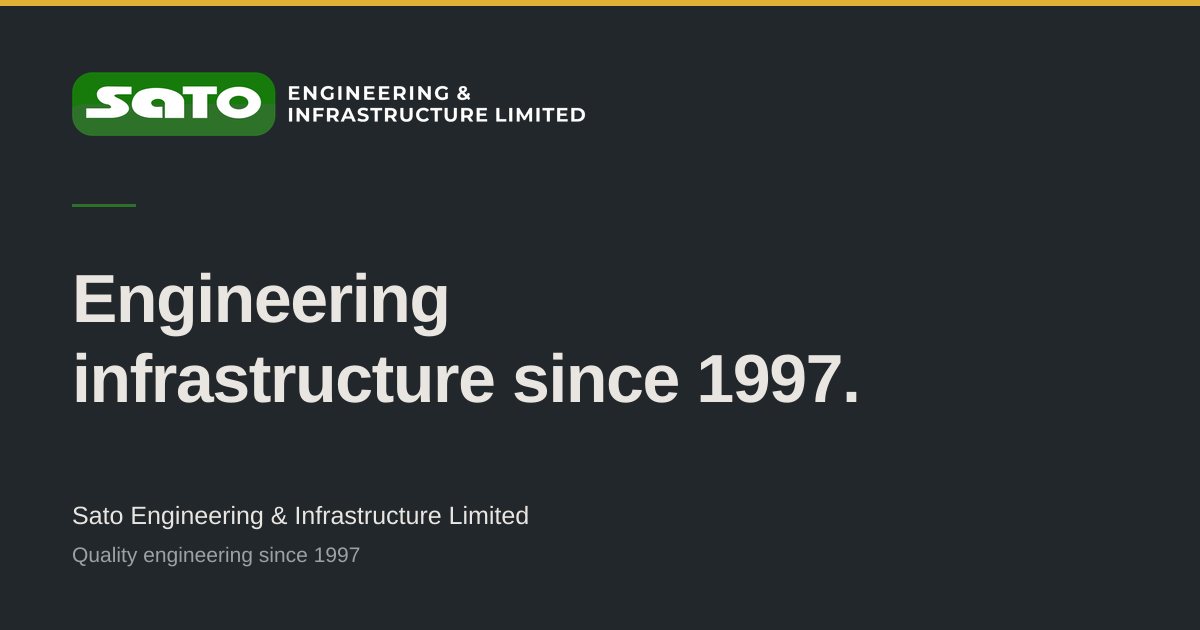 SATO
ENGINEERING &
INFRASTRUCTURE LIMITED
Engineering
infrastructure since 1997.
Sato Engineering & Infrastructure Limited
Quality engineering since 1997